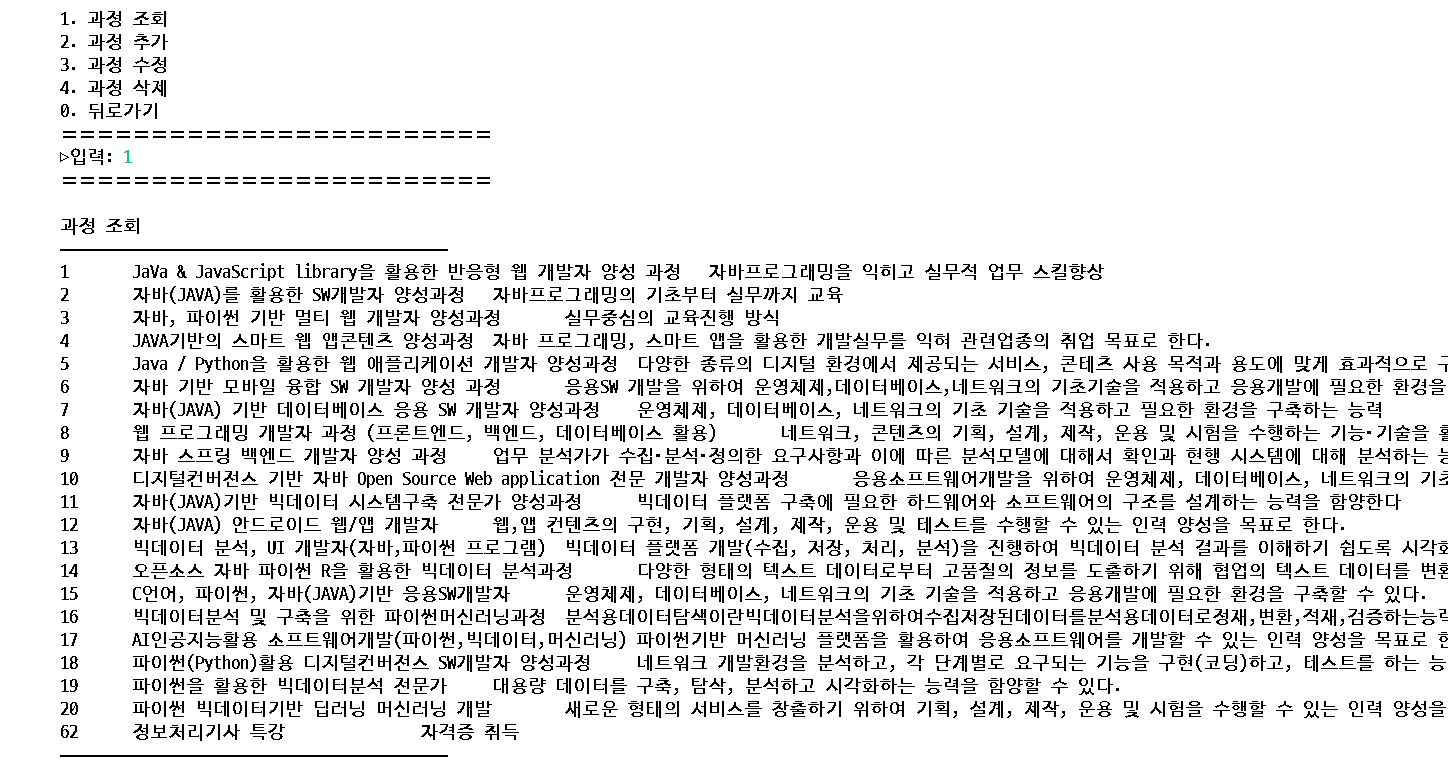 1. 과정 조회
2. 과정 추가
3. 과정 수정
4. 과정 삭제
0. 뒤로가기
========================
▷입력: 1
========================
과정 조회
1 JaVa & JavaScript library을 활용한 반응형 웹 개발자 양성 과정 자바프로그래밍을 익히고 실무적 업무 스킬향상
2 자바(JAVA)를 활용한 SW개발자 양성과정 자바프로그래밍의 기초부터 실무까지 교육
3 자바, 파이썬 기반 멀티 웹 개발자 양성과정 실무중심의 교육진행 방식
4 JAVA기반의 스마트 웹 앱콘텐츠 양성과정 자바 프로그래밍, 스마트 앱을 활용한 개발실무를 익혀 관련업종의 취업 목표로 한다.
5 Java / Python을 활용한 웹 애플리케이션 개발자 양성과정 다양한 종류의 디지털 환경에서 제공되는 서비스, 콘테츠 사용 목적과 용도에 맞게 효과적으로 구
6 자바 기반 모바일 융합 SW 개발자 양성 과정 응용SW 개발을 위하여 운영체제,데이터베이스,네트워크의 기초기술을 적용하고 응용개발에 필요한 환경을
7 자바(JAVA) 기반 데이터베이스 응용 SW 개발자 양성과정 운영체제, 데이터베이스, 네트워크의 기초 기술을 적용하고 필요한 환경을 구축하는 능력
8 웹 프로그래밍 개발자 과정 (프론트엔드, 백엔드, 데이터베이스 활용) 네트워크, 콘텐츠의 기획, 설계, 제작, 운용 및 시험을 수행하는 기능·기술을
9 자바 스프링 백엔드 개발자 양성 과정 업무 분석가가 수집·분석·정의한 요구사항과 이에 따른 분석모델에 대해서 확인과 현행 시스템에 대해 분석하는
10 디지털컨버전스 기반 자바 Open Source Web application 전문 개발자 양성과정 응용소프트웨어개발을 위하여 운영체제, 데이터베이스, 네트워크의
11 자바(JAVA)기반 빅데이터 시스템구축 전문가 양성과정 빅데이터 플랫폼 구축에 필요한 하드웨어와 소프트웨어의 구조를 설계하는 능력을 함양한다
12 자바(JAVA) 안드로이드 웹/앱 개발자 웹,앱 컨텐츠의 구현, 기획, 설계, 제작, 운용 및 테스트를 수행할 수 있는 인력 양성을 목표로 한다.
13 빅데이터 분석, UI 개발자(자바,파이썬 프로그램) 빅데이터 플랫폼 개발(수집, 저장, 처리, 분석)을 진행하여 빅데이터 분석 결과를 이해하기 쉽도록
14 오픈소스 자바 파이썬 R을 활용한 빅데이터 분석과정 다양한 형태의 텍스트 데이터로부터 고품질의 정보를 도출하기 위해 협업의 텍스트 데이터를 변환
15 C언어, 파이썬, 자바(JAVA)기반 응용SW개발자 운영체제, 데이터베이스, 네트워크의 기초 기술을 적용하고 응용개발에 필요한 환경을 구축할 수 있다.
16 빅데이터분석 및 구축을 위한 파이썬머신러닝과정 분석용데이터탐색이란빅데이터분석을위하여수집저장된데이터를분석용데이터로정재,변환,적재,검증하는능력
17 AI인공지능활용 소프트웨어개발(파이썬,빅데이터,머신러닝) 파이썬기반 머신러닝 플랫폼을 활용하여 응용소프트웨어를 개발할 수 있는 인력 양성을 목표로
18 파이썬(Python)활용 디지털컨버전스 SW개발자 양성과정 네트워크 개발환경을 분석하고, 각 단계별로 요구되는 기능을 구현(코딩)하고, 테스트를 하는 능
19 파이썬을 활용한 빅데이터분석 전문가 대용량 데이터를 구축, 탐색, 분석하고 시각화하는 능력을 함양할 수 있다.
20 파이썬 빅데이터기반 딥러닝 머신러닝 개발 새로운 형태의 서비스를 창출하기 위하여 기획, 설계, 제작, 운용 및 시험을 수행할 수 있는 인력 양성을
62 정보처리기사 특강 자격증 취득